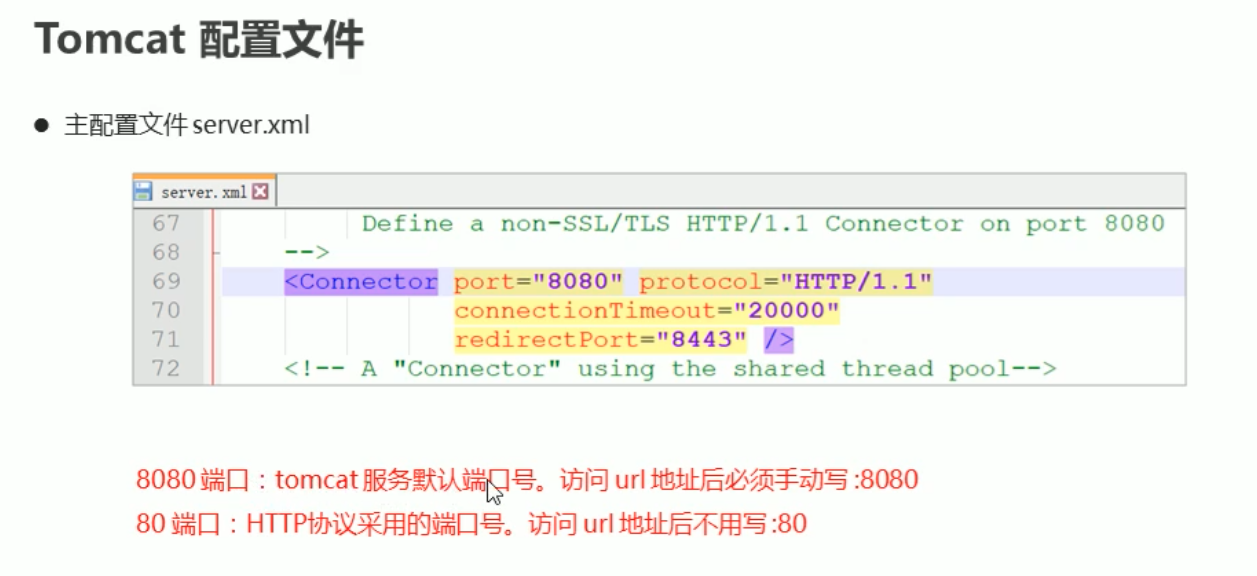 Tomcat 配置文件
● 主配置文件 server.xml
server.xml
67 Define a non-SSL/TLS HTTP/1.1 Connector on port 8080
68 -->
69 <Connector port="8080" protocol="HTTP/1.1"
70 connectionTimeout="20000"
71 redirectPort="8443" />
72 <!-- A "Connector" using the shared thread pool-->
8080 端口：tomcat 服务默认端口号。访问 url 地址后必须手动写 :8080
80 端口：HTTP协议采用的端口号。访问 url 地址后不用写 :80